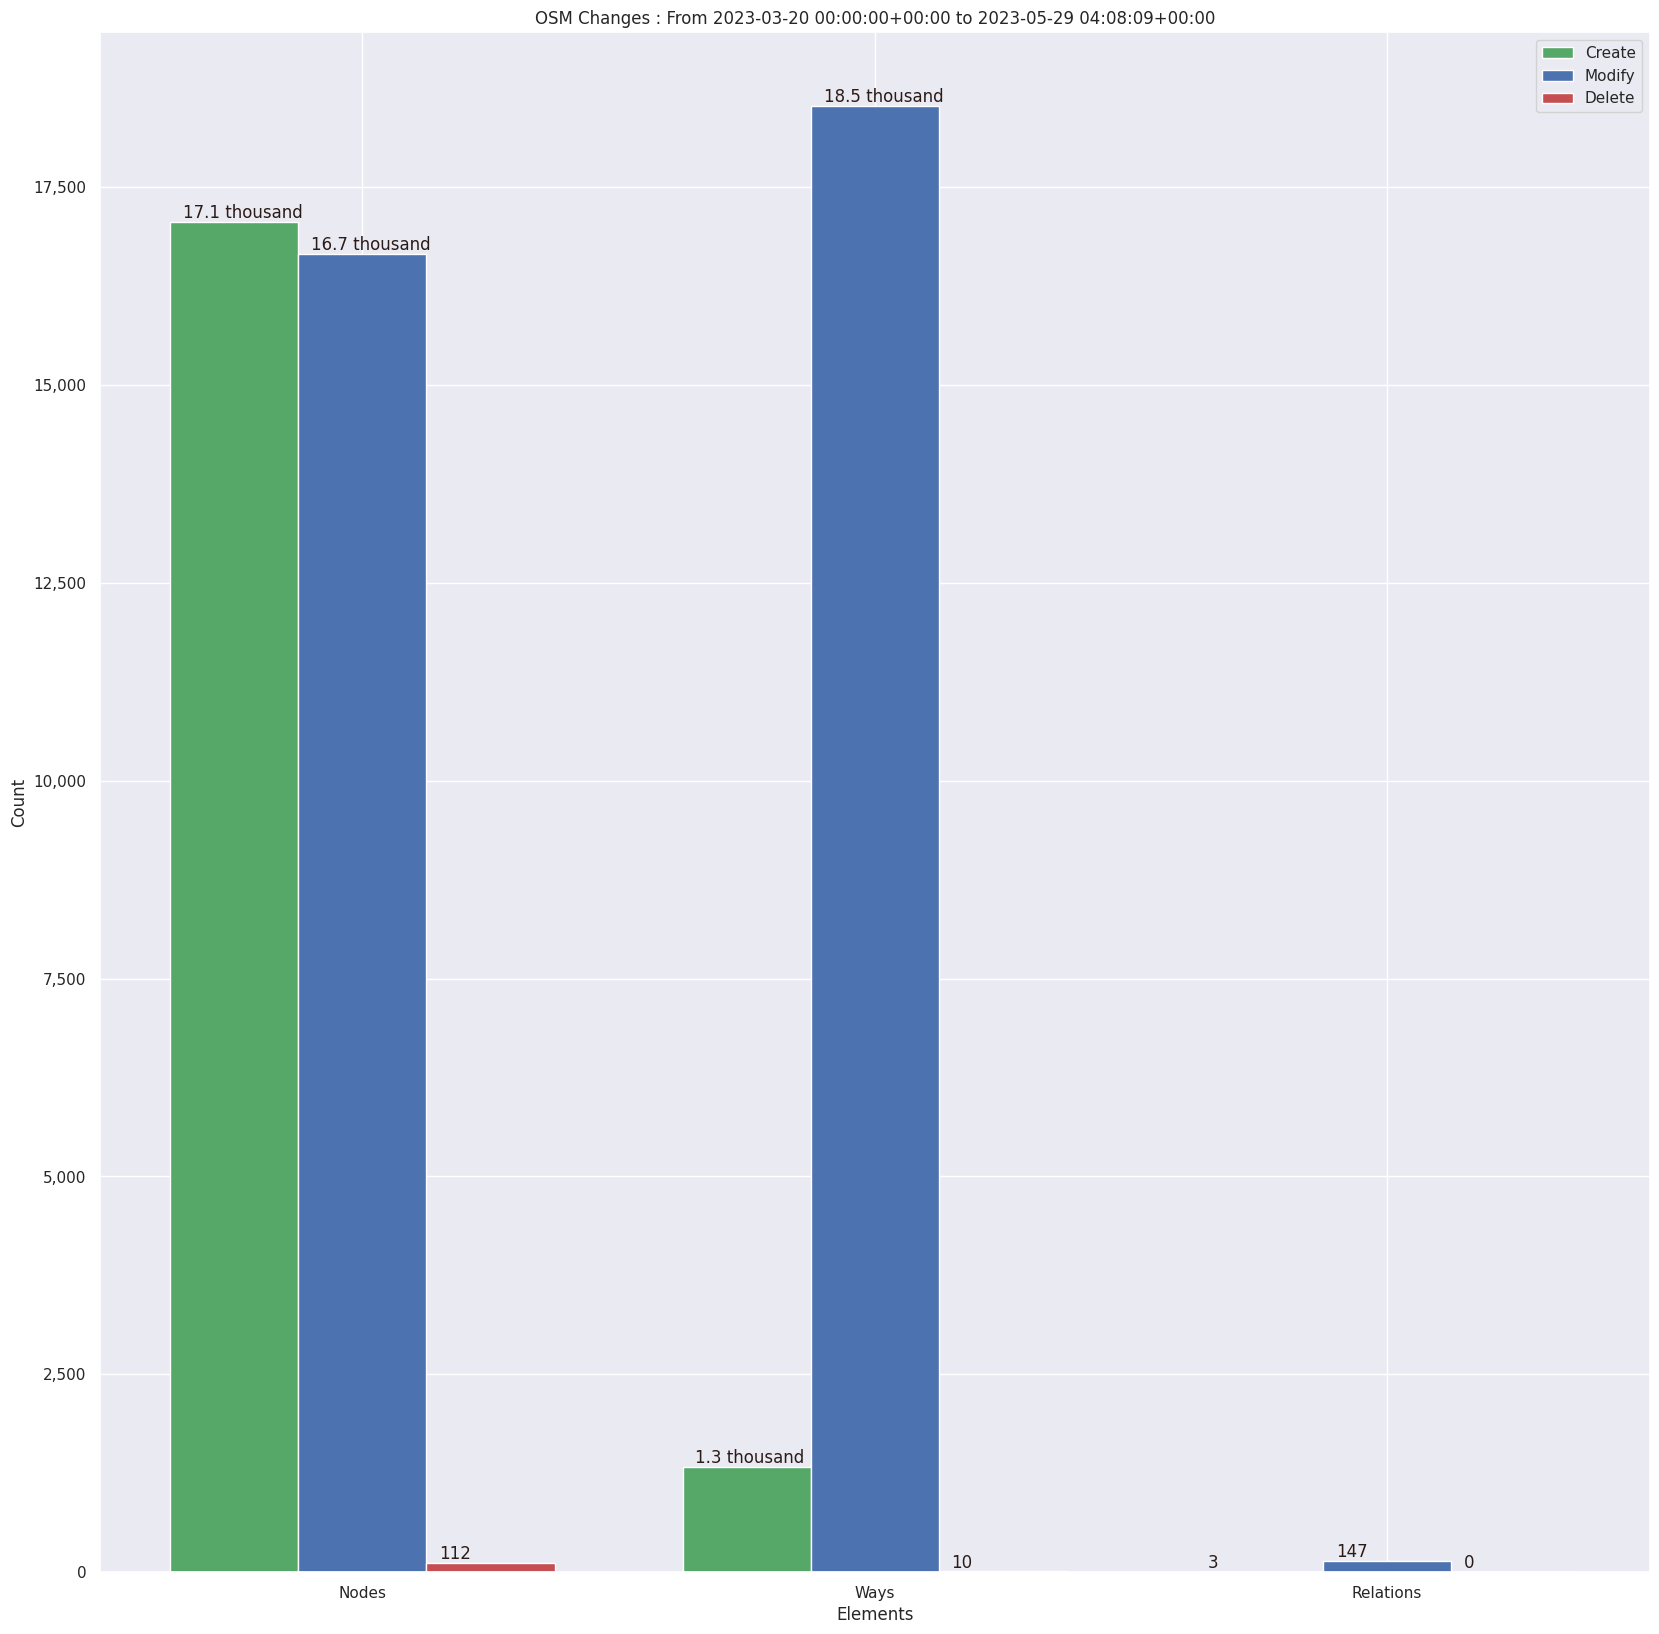 OSM Changes : From 2023-03-20 00:00:00+00:00 to 2023-05-29 04:08:09+00:00
Create
Modify
Delete
18.5 thousand
17,500
17.1 thousand
16.7 thousand
15,000
12,500
10,000
Count
7,500
5,000
2,500
1.3 thousand
112
10
3
147
0
0
Nodes
Ways
Relations
Elements